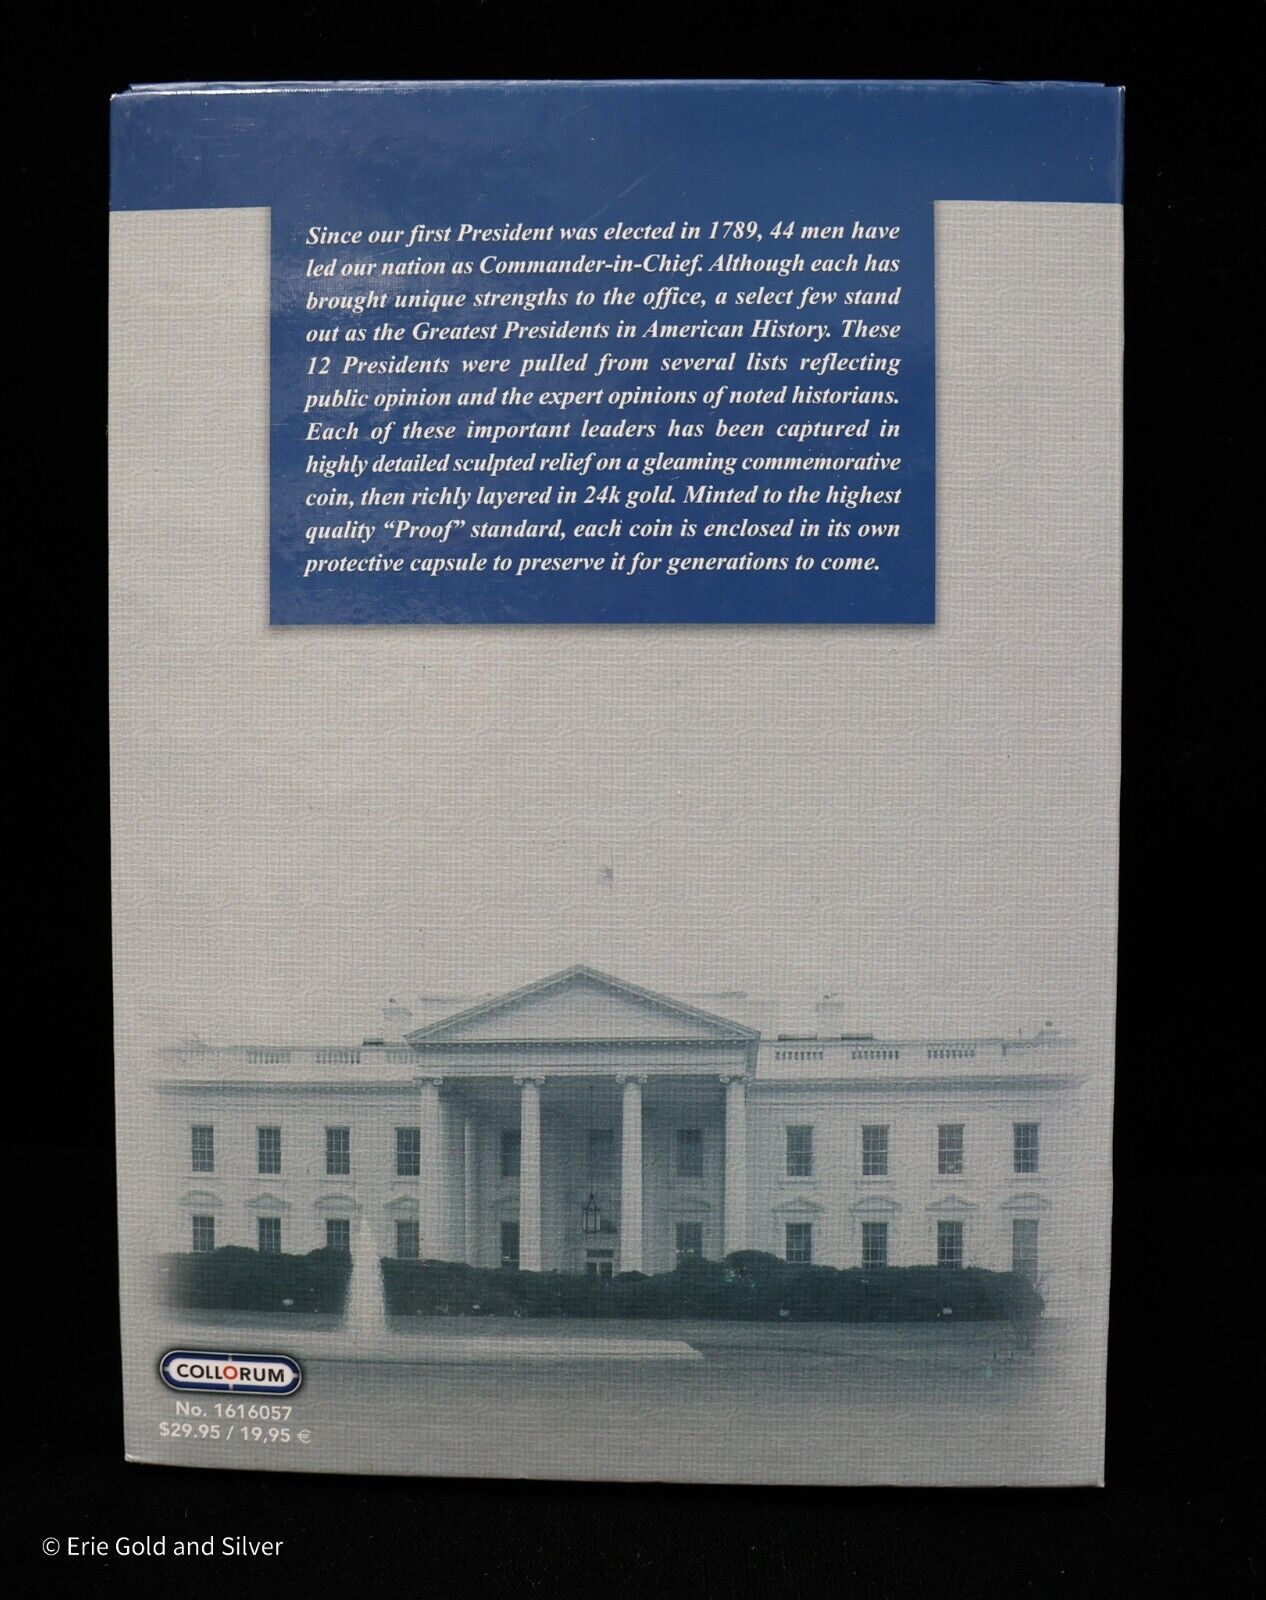 Since our first President was elected in 1789, 44 men have
led our nation as Commander-in-Chief. Although each has
brought unique strengths to the office, a select few stand
out as the Greatest Presidents in American History. These
12 Presidents were pulled from several lists reflecting
public opinion and the expert opinions of noted historians.
Each of these important leaders has been captured in
highly detailed sculpted relief on a gleaming commemorative
coin, then richly layered in 24k gold. Minted to the highest
quality “Proof” standard, each coin is enclosed in its own
protective capsule to preserve it for generations to come.
COLLORUM
No. 1616057
$29.95 / 19,95 €
© Erie Gold and Silver